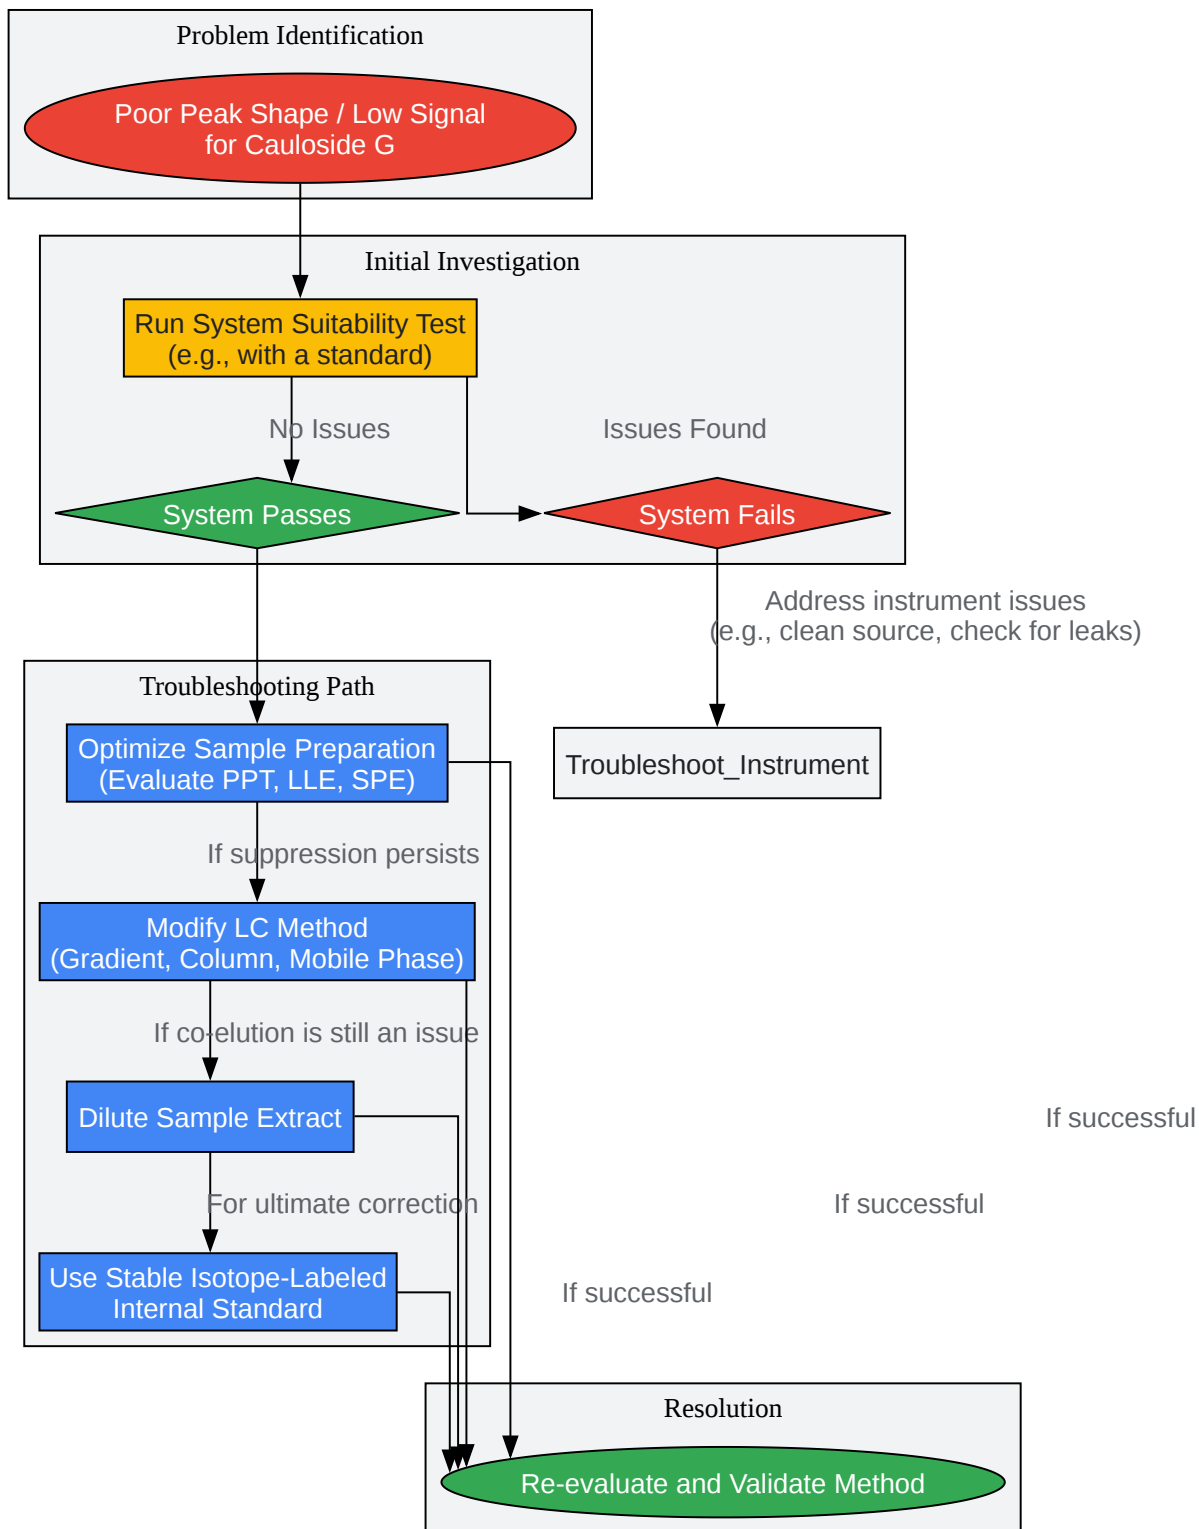 Problem Identification
Poor Peak Shape / Low Signal
for Cauloside G
Initial Investigation
Run System Suitability Test
(e.g., with a standard)
No Issues
Issues Found
System Passes
System Fails
Address instrument issues
(e.g., clean source, check for leaks)
Troubleshooting Path
Optimize Sample Preparation
(Evaluate PPT, LLE, SPE)
Troubleshoot_Instrument
If suppression persists
Modify LC Method
(Gradient, Column, Mobile Phase)
If co-elution is still an issue
Dilute Sample Extract
If successful
For ultimate correction
If successful
Use Stable Isotope-Labeled
Internal Standard
If successful
Resolution
Re-evaluate and Validate Method